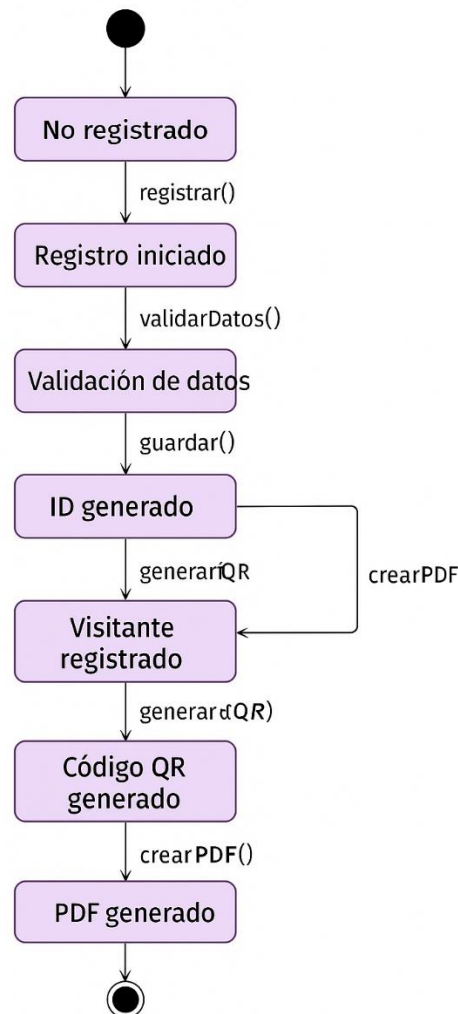 No registrado
registrar()
Registro iniciado
validarDatos()
Validación de datos
guardar()
ID generado
crearPDF
Visitante
registrado
Código QR
generado
crearPDF()
PDF generado